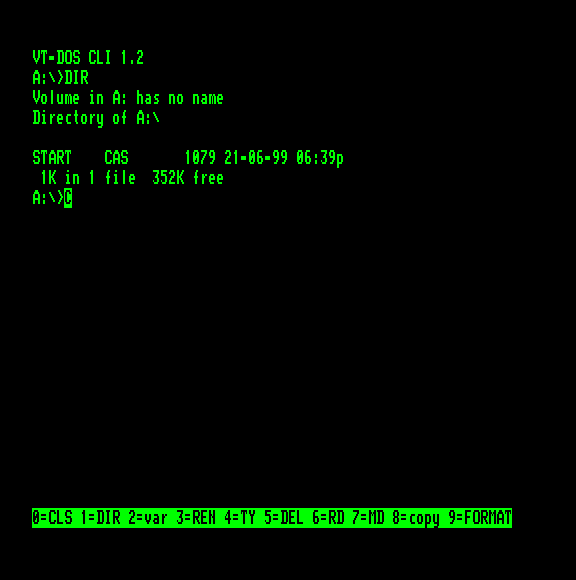 VT-DOS CLI 1.2
A:\>DIR
Volume in A: has no name
Directory of A:\
START    CAS       1079 21-06-99 06:39p
 1K in 1 file  352K free
A:\>C
0=CLS 1=DIR 2=var 3=REN 4=TY 5=DEL 6=RD 7=MD 8=copy 9=FORMAT